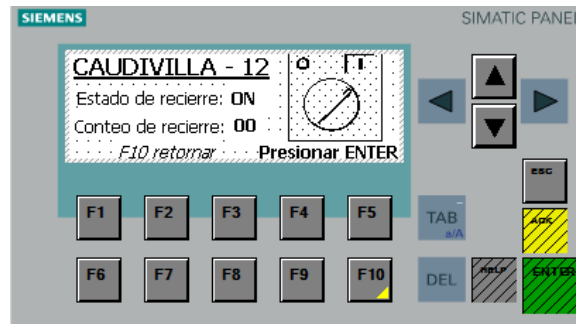 SIEMENS
SIMATIC PANEL
CAUDIVILLA - 12
O I
Estado de recierre: ON
Conteo de recierre: 00
F10 retornar
Presionar ENTER
ESC
F1 F2 F3 F4 F5
TAB
a/A
ACK
F6 F7 F8 F9 F10
DEL
HELP
ENTER